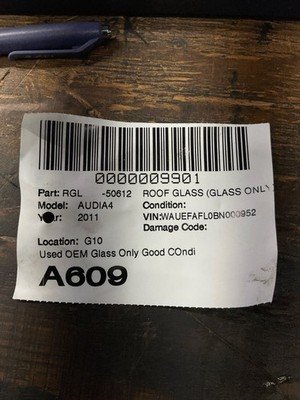 0000009901
Part: RGL -50612 ROOF GLASS (GLASS ONLY
Model: AUDIA4 Condition:
Year: 2011 VIN:WAUEFAFL0BN000952
Damage Code:
Location: G10
Used OEM Glass Only Good COndi
A609